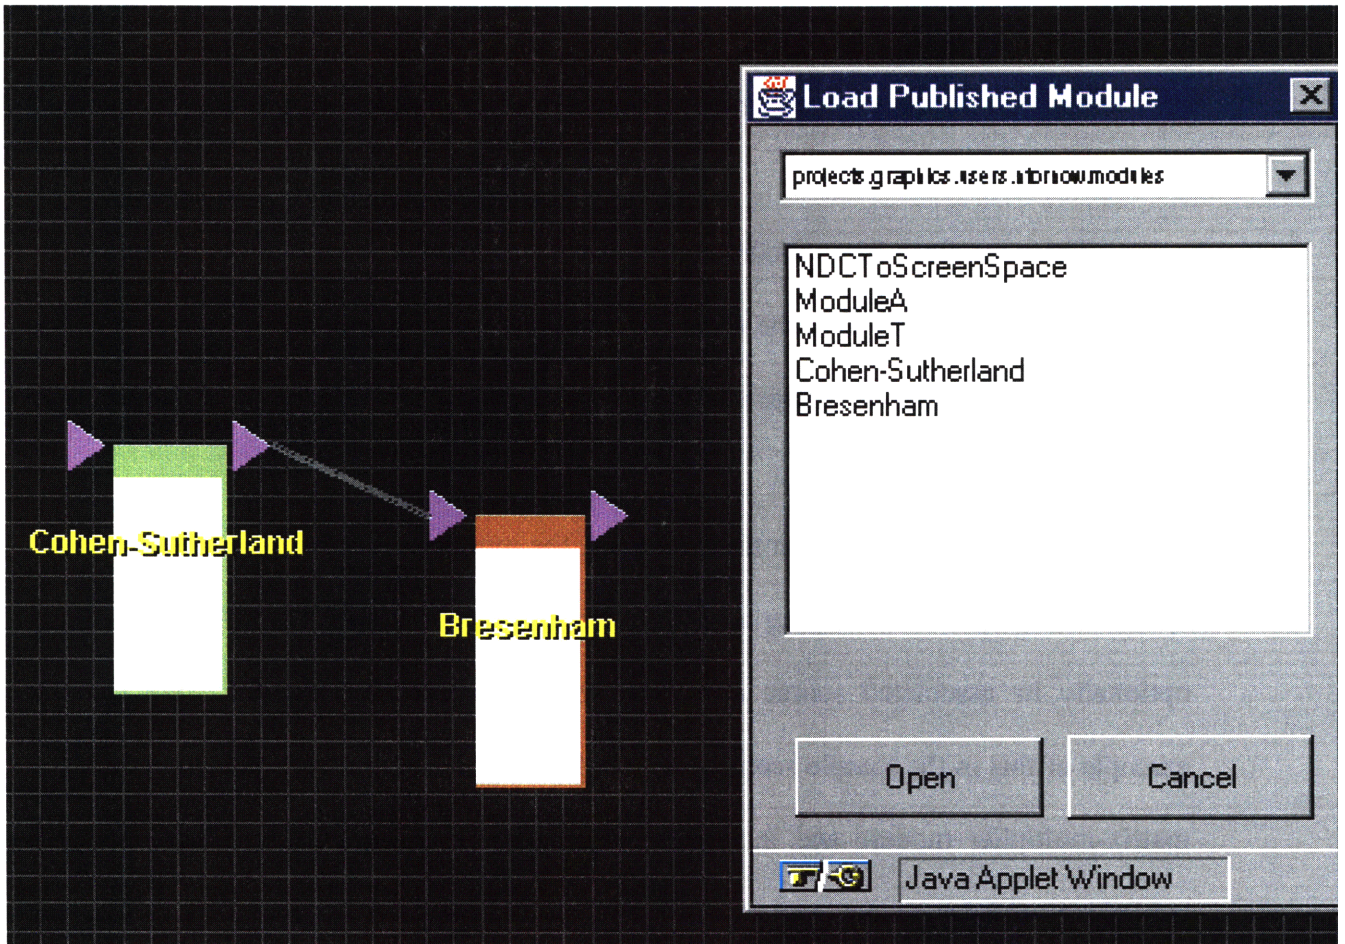 Load Published Module
NDCToScreenSpace
ModuleA
ModuleT
Cohen-Sutherland
Bresenham
Cohen-Sutherland
Bresenham
Open
Cancel
Java Applet Window